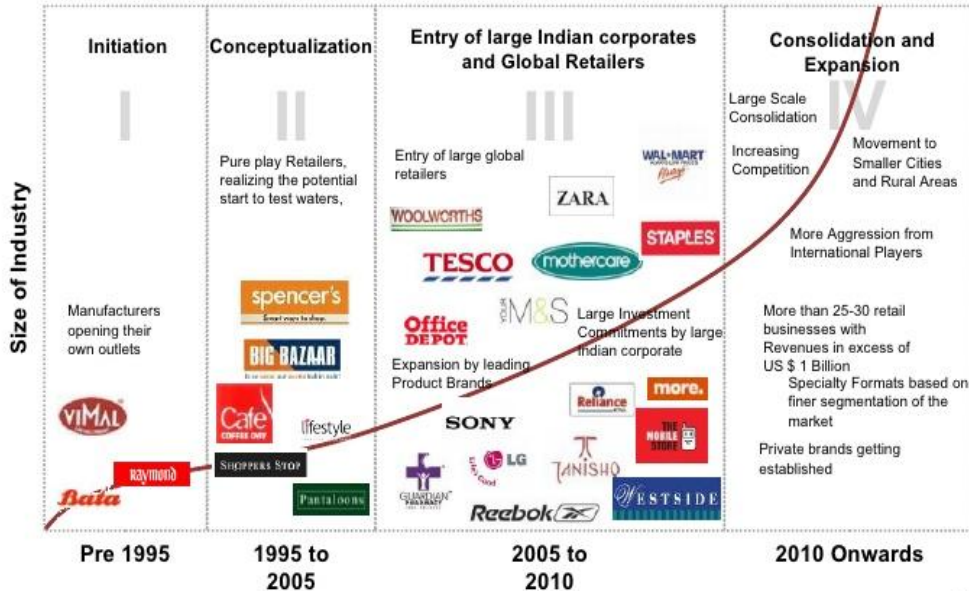 Size of Industry
Initiation
I
Manufacturers
opening their
own outlets
VIMAL
Raymond
Bata
Pre 1995
Conceptualization
II
Pure play Retailers,
realizing the potential
start to test waters,
spencer's
BIG BAZAAR
Cafe
COFFEE DAY
lifestyle
SHOPPERS STOP
Pantaloons
1995 to
2005
Entry of large Indian corporates
and Global Retailers
III
Entry of large global
retailers
WAL-MART
Always
ZARA
WOOLWORTHS
STAPLES
TESCO
mothercare
YOUR
M&S
Office
DEPOT
Large Investment
Commitments by large
Indian corporate
Expansion by leading
Product Brands
Reliance
more.
SONY
THE
MOBILE
STORE
LG
Life's Good
TANISHQ
GUARDIAN
PHARMACY
Reebok
WESTSIDE
2005 to
2010
Consolidation and
Expansion
IV
Large Scale
Consolidation
Increasing
Competition
Movement to
Smaller Cities
and Rural Areas
More Aggression from
International Players
More than 25-30 retail
businesses with
Revenues in excess of
US $ 1 Billion
Specialty Formats based on
finer segmentation of the
market
Private brands getting
established
2010 Onwards